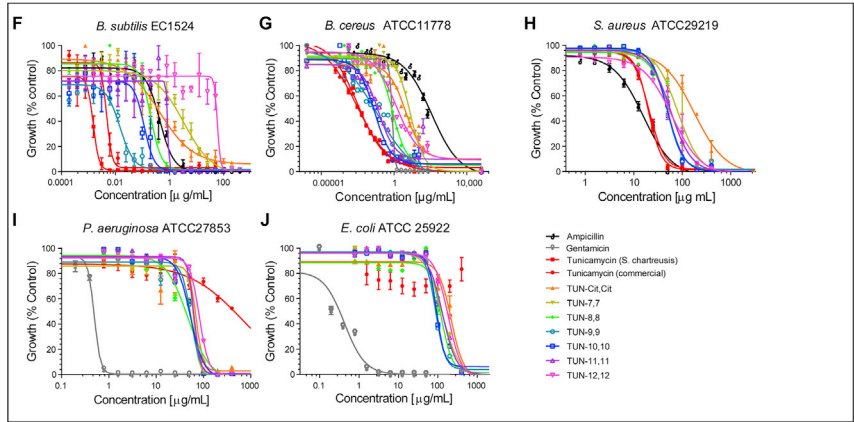 F
B. subtilis EC1524
Growth (% control)
100
80
60
40
20
0
0.0001
0.01
1
100
Concentration [µg/mL]
G
B. cereus ATCC11778
Growth (% control)
100
80
60
40
20
0
0.00001
1
10,000
Concentration [µg/mL]
H
S. aureus ATCC29219
Growth (% control)
100
80
60
40
20
0
1
10
100
1000
Concentration [µg mL]
I
P. aeruginosa ATCC27853
Growth (% Control)
100
80
60
40
20
0
0.1
1
10
100
1000
Concentration [µg/mL]
J
E. coli ATCC 25922
Growth (% Control)
100
80
60
40
20
0
0.1
1
10
100
1000
Concentration [µg/mL]
Ampicillin
Gentamicin
Tunicamycin (S. chartreusis)
Tunicamycin (commercial)
TUN-Cit,Cit
TUN-7,7
TUN-8,8
TUN-9,9
TUN-10,10
TUN-11,11
TUN-12,12